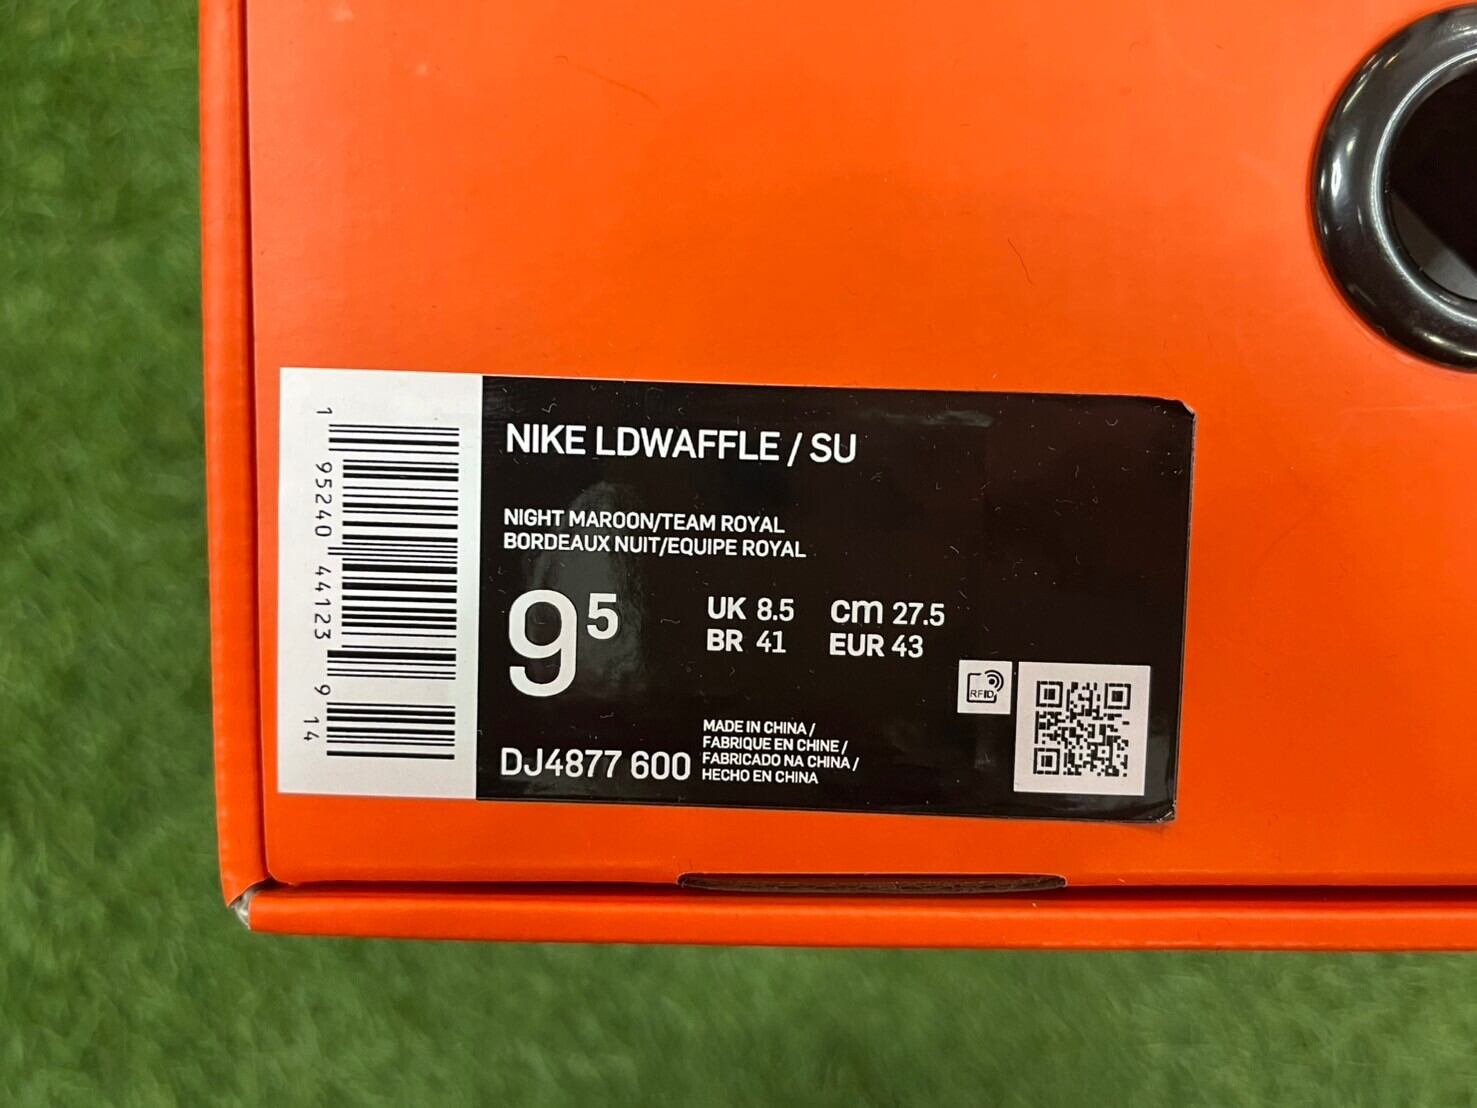 NIKE LDWAFFLE / SU
NIGHT MAROON/TEAM ROYAL
BORDEAUX NUIT/EQUIPE ROYAL
9 5
UK 8.5 cm 27.5
BR 41 EUR 43
RFID
DJ4877 600
MADE IN CHINA /
FABRIQUE EN CHINE /
FABRICADO NA CHINA /
HECHO EN CHINA
1 95240 44123 9 14